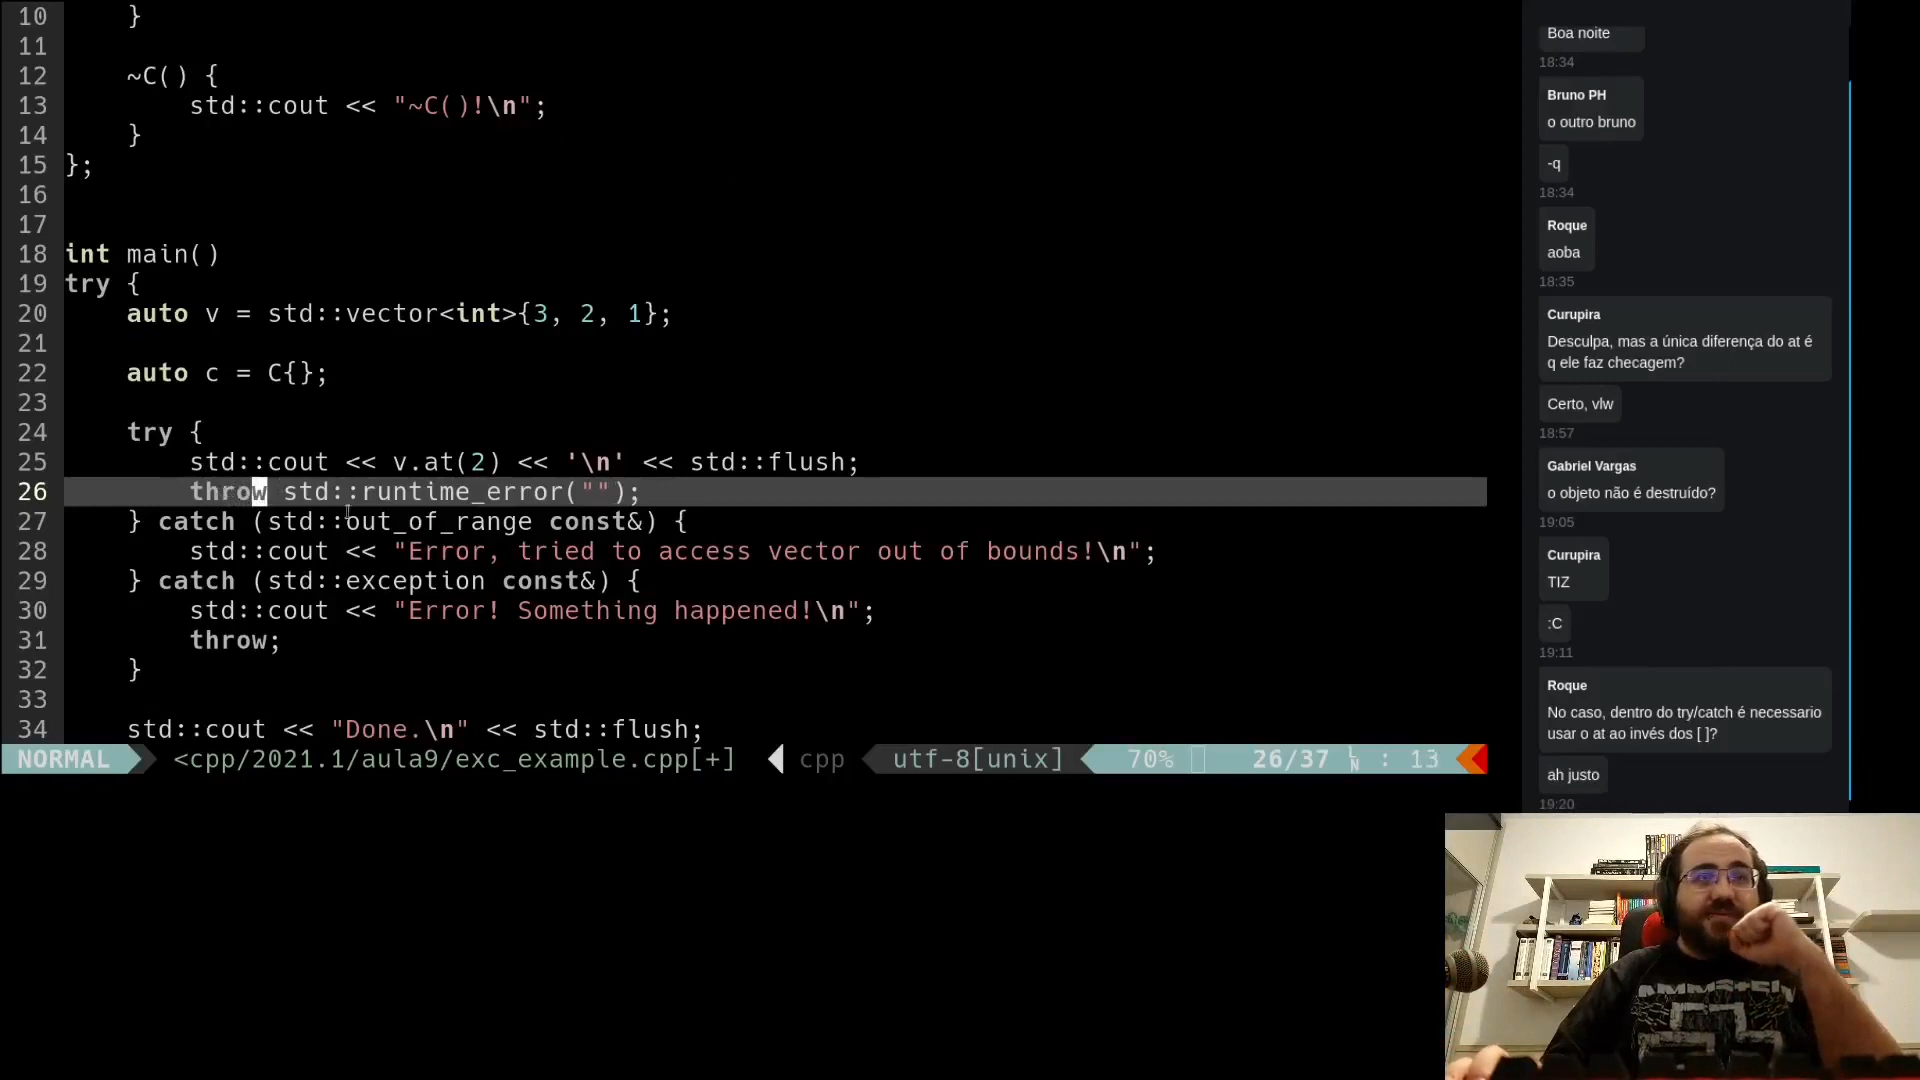 10 }
11
12 ~C() {
13 std::cout << "~C()!\n";
14 }
15 };
16
17
18 int main()
19 try {
20 auto v = std::vector<int>{3, 2, 1};
21
22 auto c = C{};
23
24 try {
25 std::cout << v.at(2) << '\n' << std::flush;
26 throw std::runtime_error("");
27 } catch (std::out_of_range const&) {
28 std::cout << "Error, tried to access vector out of bounds!\n";
29 } catch (std::exception const&) {
30 std::cout << "Error! Something happened!\n";
31 throw;
32 }
33
34 std::cout << "Done.\n" << std::flush;
NORMAL <cpp/2021.1/aula9/exc_example.cpp[+] cpp utf-8[unix] 70% 26/37 LN : 13
Boa noite
18:34
Bruno PH
o outro bruno
-q
18:34
Roque
aoba
18:35
Curupira
Desculpa, mas a única diferença do at é
q ele faz checagem?
Certo, vlw
18:57
Gabriel Vargas
o objeto não é destruído?
19:05
Curupira
TIZ
:C
19:11
Roque
No caso, dentro do try/catch é necessario
usar o at ao invés dos [ ]?
ah justo
19:20